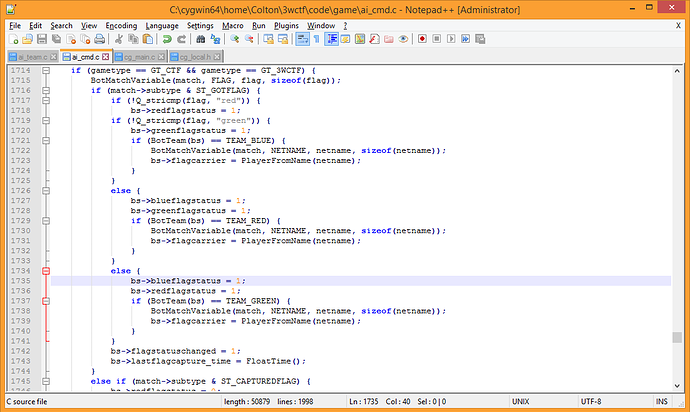 C:\cygwin64\home\Colton\3wctf\code\game\ai_cmd.c - Notepad++ [Administrator]
File Edit Search View Encoding Language Settings Macro Run Plugins Window ?
ai_team.c ai_cmd.c cg_main.c cg_local.h
1714 if (gametype == GT_CTF && gametype == GT_3WCTF) {
1715 BotMatchVariable(match, FLAG, flag, sizeof(flag));
1716 if (match->subtype & ST_GOTFLAG) {
1717 if (!Q_stricmp(flag, "red")) {
1718 bs->redflagstatus = 1;
1719 if (!Q_stricmp(flag, "green")) {
1720 bs->greenflagstatus = 1;
1721 if (BotTeam(bs) == TEAM_BLUE) {
1722 BotMatchVariable(match, NETNAME, netname, sizeof(netname));
1723 bs->flagcarrier = PlayerFromName(netname);
1724 }
1725 }
1726 else {
1727 bs->blueflagstatus = 1;
1728 bs->greenflagstatus = 1;
1729 if (BotTeam(bs) == TEAM_RED) {
1730 BotMatchVariable(match, NETNAME, netname, sizeof(netname));
1731 bs->flagcarrier = PlayerFromName(netname);
1732 }
1733 }
1734 else {
1735 bs->blueflagstatus = 1;
1736 bs->redflagstatus = 1;
1737 if (BotTeam(bs) == TEAM_GREEN) {
1738 BotMatchVariable(match, NETNAME, netname, sizeof(netname));
1739 bs->flagcarrier = PlayerFromName(netname);
1740 }
1741 }
1742 bs->flagstatuschanged = 1;
1743 bs->lastflagcapture_time = FloatTime();
1744 }
1745 else if (match->subtype & ST_CAPTUREDFLAG) {
C source file length : 50879 lines : 1998 Ln : 1735 Col : 40 Sel : 0 | 0 UNIX UTF-8 INS